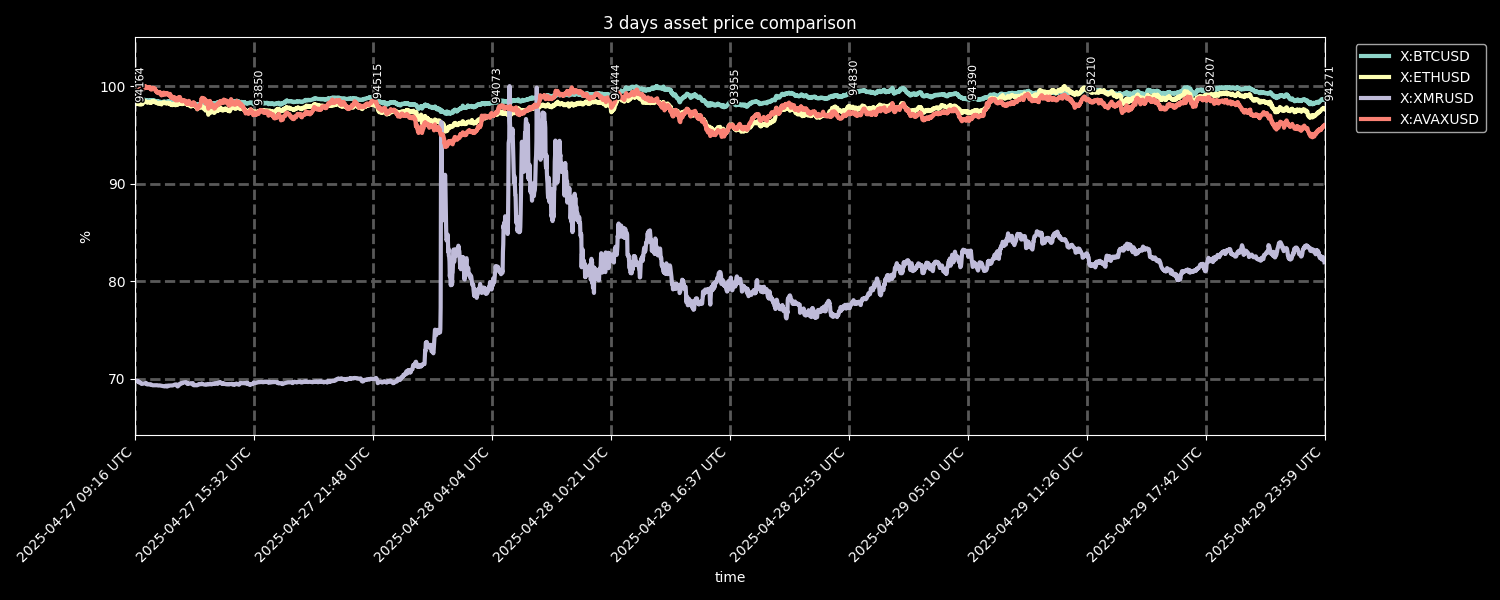 3 days asset price comparison
X:BTCUSD
X:ETHUSD
X:XMRUSD
X:AVAXUSD
100
90
80
70
%
94164
93850
94515
94073
94444
93955
94830
94390
95210
95207
94271
2025-04-27 09:16 UTC
2025-04-27 15:32 UTC
2025-04-27 21:48 UTC
2025-04-28 04:04 UTC
2025-04-28 10:21 UTC
2025-04-28 16:37 UTC
2025-04-28 22:53 UTC
2025-04-29 05:10 UTC
2025-04-29 11:26 UTC
2025-04-29 17:42 UTC
2025-04-29 23:59 UTC
time